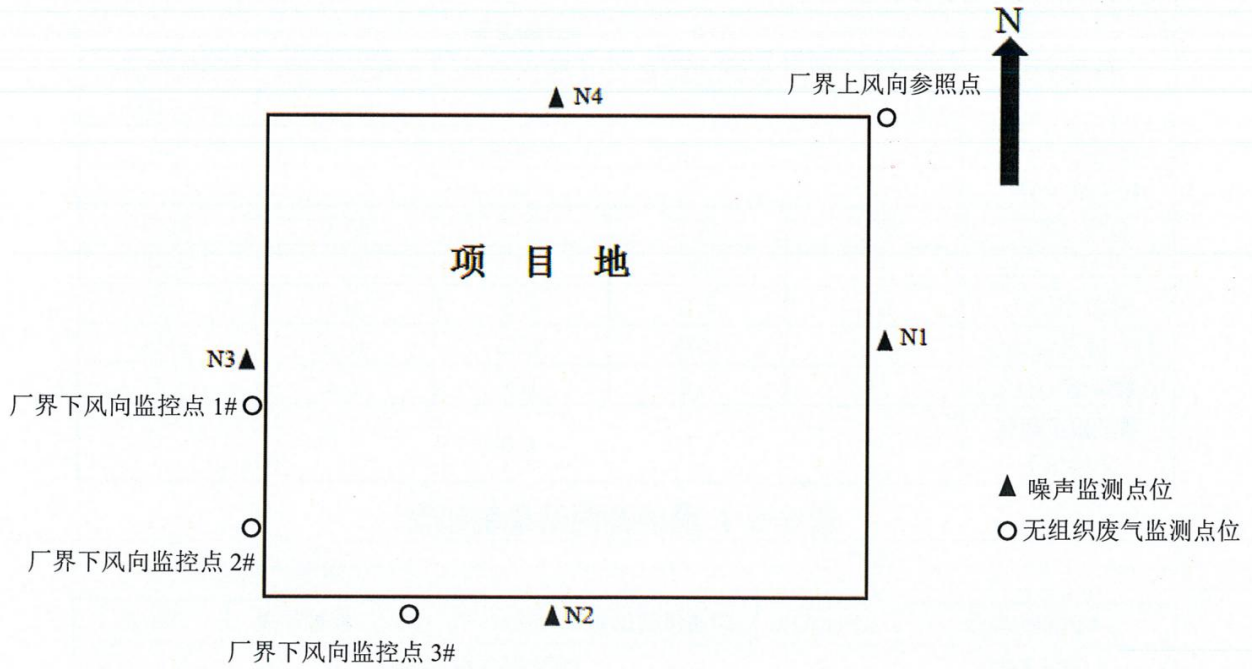 N
厂界上风向参照点
N4
项 目 地
N1
N3
厂界下风向监控点 1#
噪声监测点位
无组织废气监测点位
厂界下风向监控点 2#
N2
厂界下风向监控点 3#